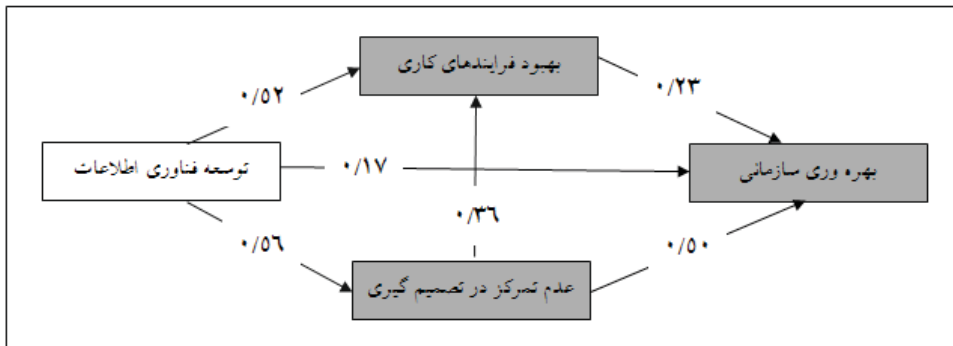 بهبود فرایندهای کاری
۰/۵۲
۰/۲۳
توسعه فناوری اطلاعات
۰/۱۷
بهره وری سازمانی
۰/۳۶
۰/۵۶
۰/۵۰
عدم تمرکز در تصمیم گیری